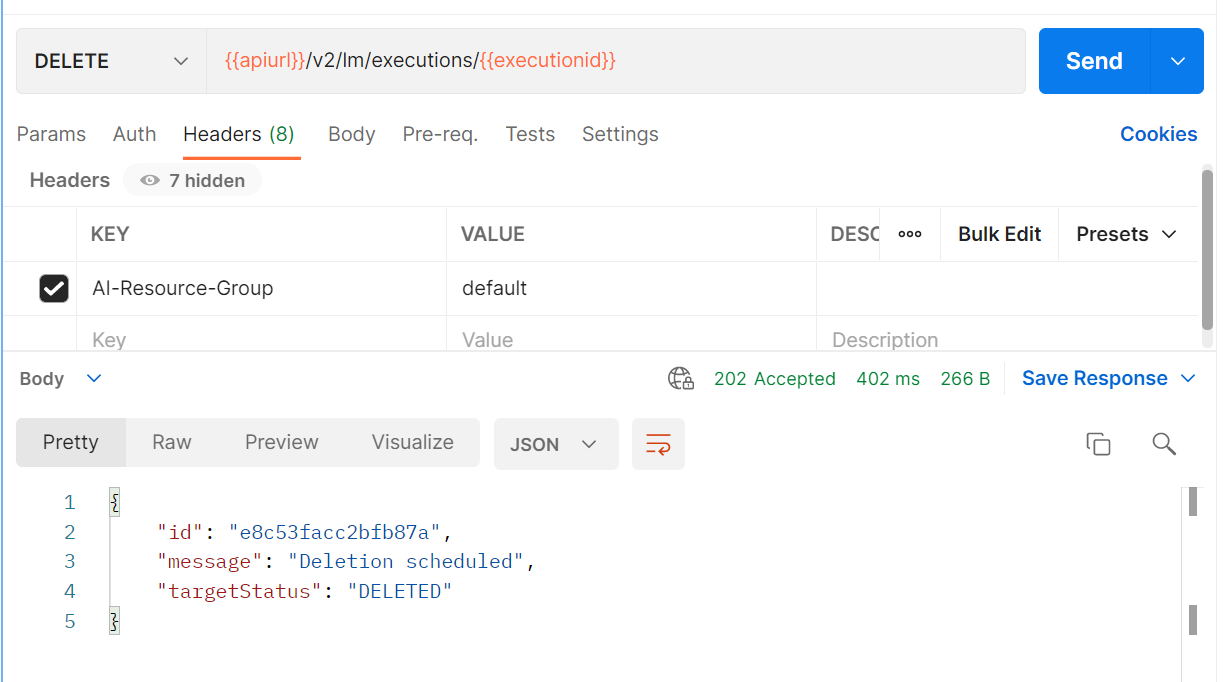 DELETE {{apiurl}}/v2/lm/executions/{{executionid}} Send
Params Auth Headers (8) Body Pre-req. Tests Settings Cookies
Headers 7 hidden
KEY VALUE DESC ooo Bulk Edit Presets
AI-Resource-Group default
Key Value Description
Body 202 Accepted 402 ms 266 B Save Response
Pretty Raw Preview Visualize JSON
1 {
2 "id": "e8c53facc2bfb87a",
3 "message": "Deletion scheduled",
4 "targetStatus": "DELETED"
5 }